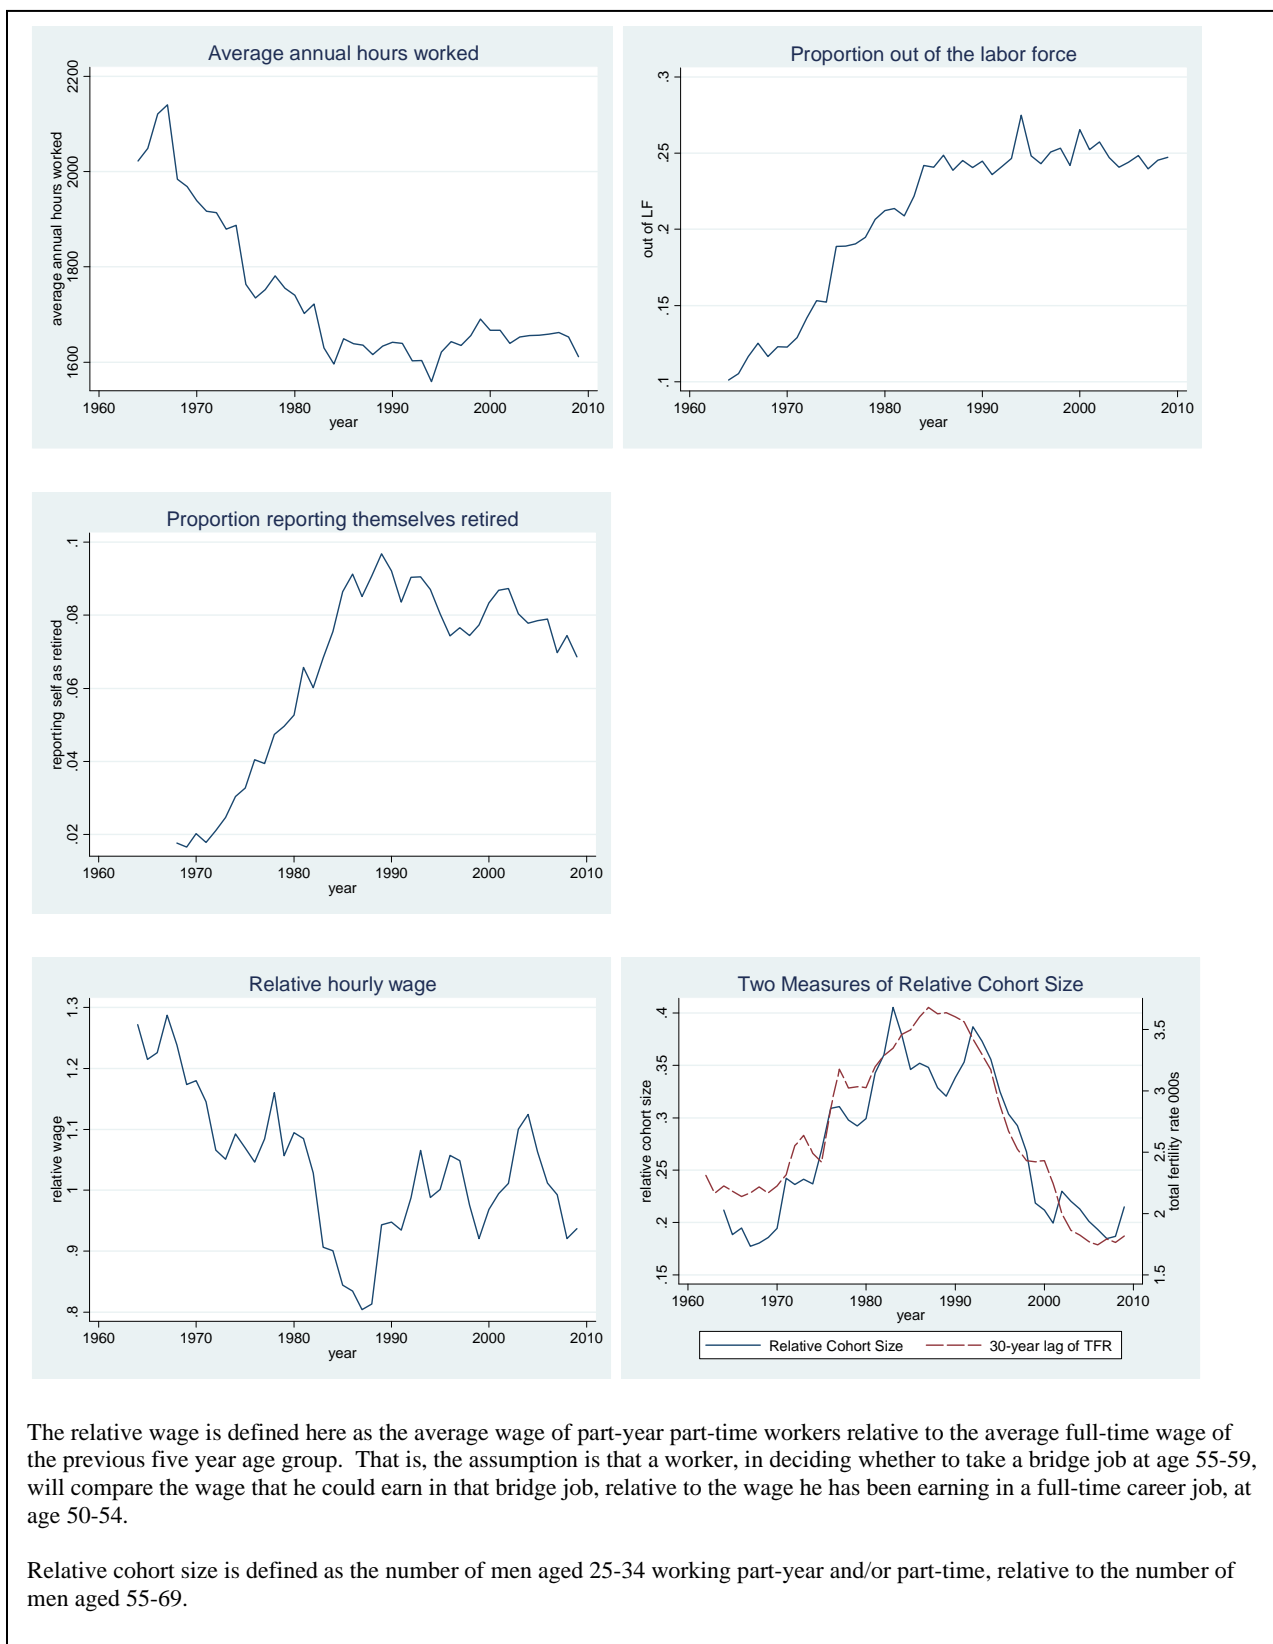 Average annual hours worked
average annual hours worked
2200
2000
1800
1600
1960 1970 1980 1990 2000 2010
year
Proportion out of the labor force
out of LF
.3
.25
.2
.15
.1
1960 1970 1980 1990 2000 2010
year
Proportion reporting themselves retired
reporting self as retired
.1
.08
.06
.04
.02
1960 1970 1980 1990 2000 2010
year
Relative hourly wage
relative wage
1.3
1.2
1.1
1
.9
.8
1960 1970 1980 1990 2000 2010
year
Two Measures of Relative Cohort Size
relative cohort size
.4
.35
.3
.25
.2
.15
total fertility rate 000s
3.5
3
2.5
2
1.5
1960 1970 1980 1990 2000 2010
year
Relative Cohort Size 30-year lag of TFR
The relative wage is defined here as the average wage of part-year part-time workers relative to the average full-time wage of
the previous five year age group. That is, the assumption is that a worker, in deciding whether to take a bridge job at age 55-59,
will compare the wage that he could earn in that bridge job, relative to the wage he has been earning in a full-time career job, at
age 50-54.
Relative cohort size is defined as the number of men aged 25-34 working part-year and/or part-time, relative to the number of
men aged 55-69.